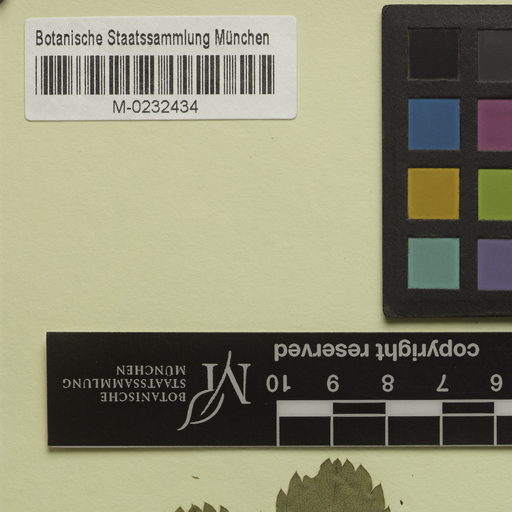 Botanische Staatssammlung München
M-0232434
copyright reserved
10 9 8 7 6
BOTANISCHE
STAATSSAMMLUNG
MÜNCHEN